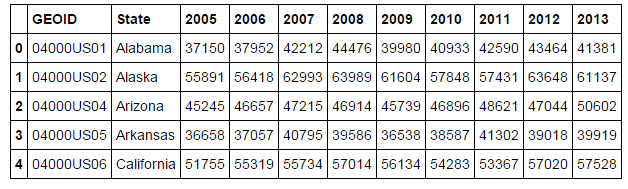 GEOID State 2005 2006 2007 2008 2009 2010 2011 2012 2013
0 04000US01 Alabama 37150 37952 42212 44476 39980 40933 42590 43464 41381
1 04000US02 Alaska 55891 56418 62993 63989 61604 57848 57431 63648 61137
2 04000US04 Arizona 45245 46657 47215 46914 45739 46896 48621 47044 50602
3 04000US05 Arkansas 36658 37057 40795 39586 36538 38587 41302 39018 39919
4 04000US06 California 51755 55319 55734 57014 56134 54283 53367 57020 57528